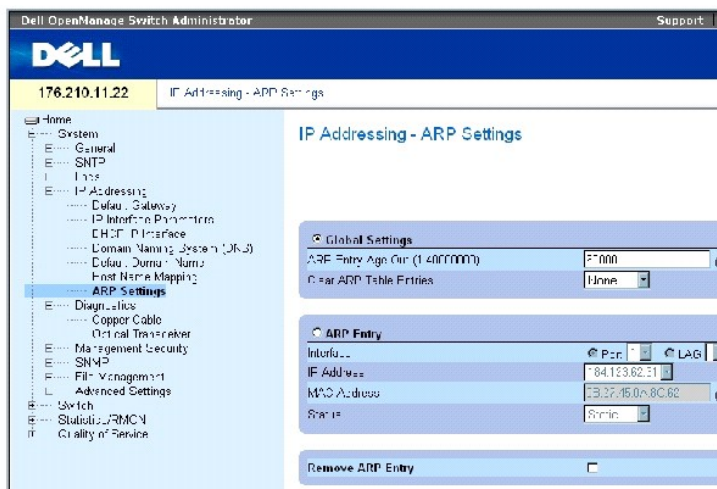 Dell OpenManage Switch Administrator Support
DELL
176.210.11.22 IP Addressing - ARP Settings
Home
System
General
SNTP
Logs
IP Addressing
Default Gateway
IP Interface Parameters
DHCP IP Interface
Domain Naming System (DNS)
Default Domain Name
Host Name Mapping
ARP Settings
Diagnostics
Copper Cable
Optical Transceiver
Management Security
SNMP
File Management
Advanced Settings
Switch
Statistics/RMON
Quality of Service
IP Addressing - ARP Settings
Global Settings
ARP Entry Age Out (1-40000000)
Clear ARP Table Entries None
ARP Entry
Interface Port LAG
IP Address
MAC Address
Status Static
Remove ARP Entry